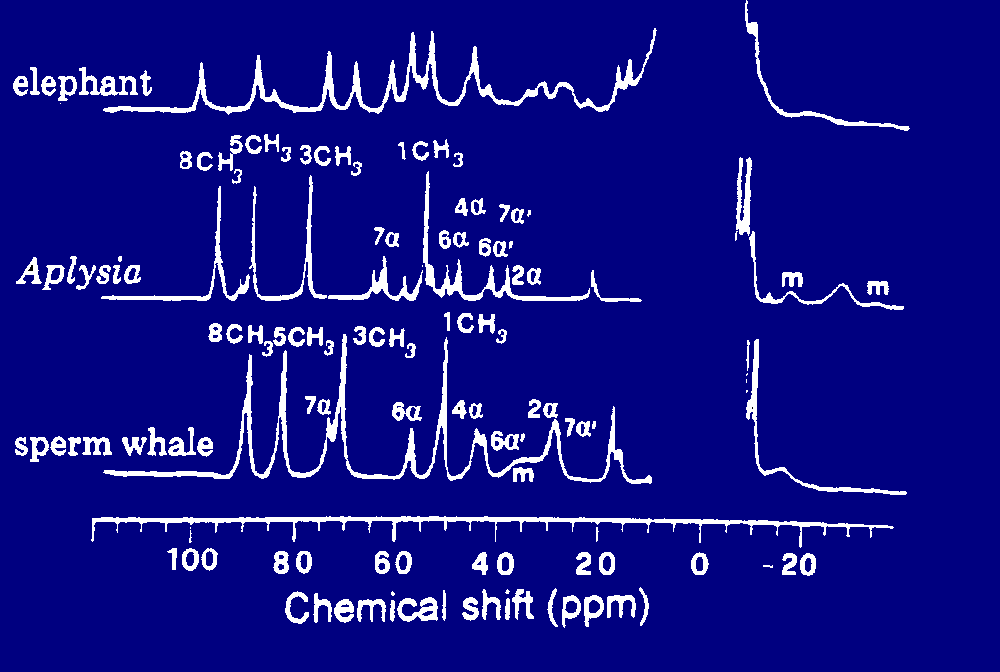 elephant
8CH3 5CH3 3CH3 1CH3
4α 7α'
7α 6α 6α'
Aplysia 2α m m
8CH3 5CH3 3CH3 1CH3
7α 6α 4α 2α
sperm whale 6α' 7α'
m
100 80 60 40 20 0 -20
Chemical shift (ppm)